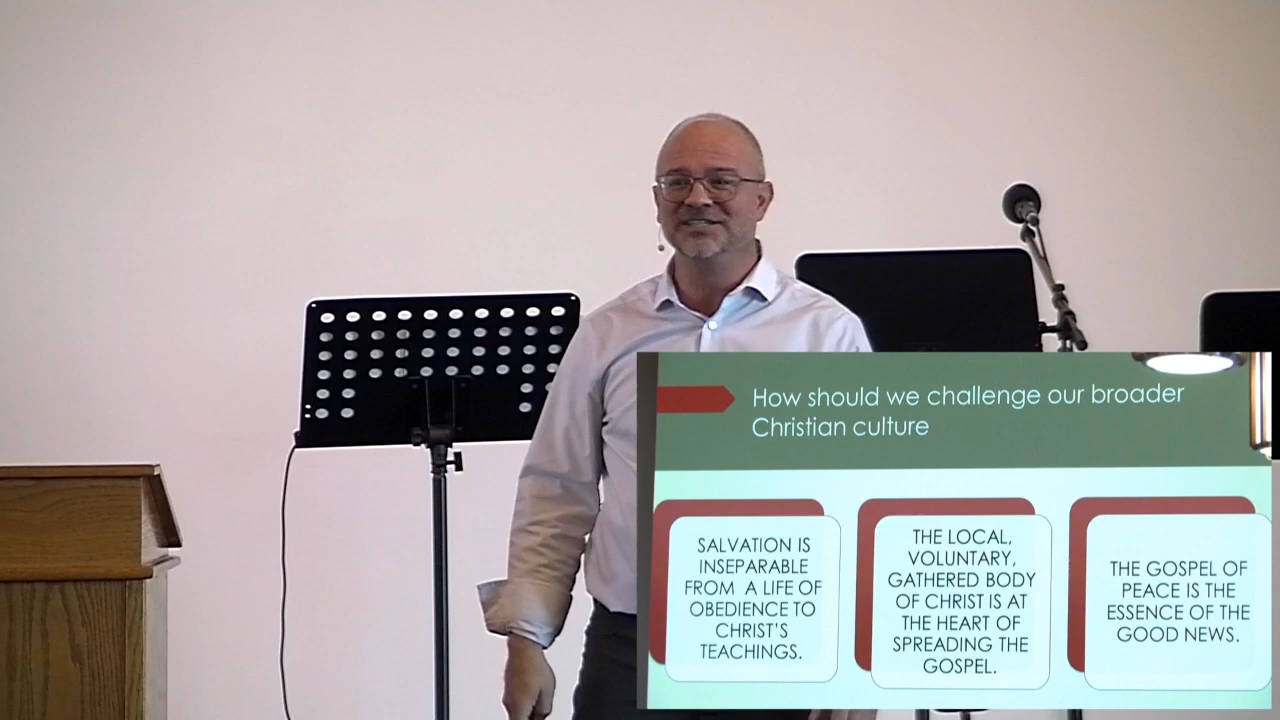 How should we challenge our broader
Christian culture
SALVATION IS
INSEPARABLE
FROM A LIFE OF
OBEDIENCE TO
CHRIST'S
TEACHINGS.
THE LOCAL,
VOLUNTARY,
GATHERED BODY
OF CHRIST IS AT
THE HEART OF
SPREADING THE
GOSPEL.
THE GOSPEL OF
PEACE IS THE
ESSENCE OF THE
GOOD NEWS.